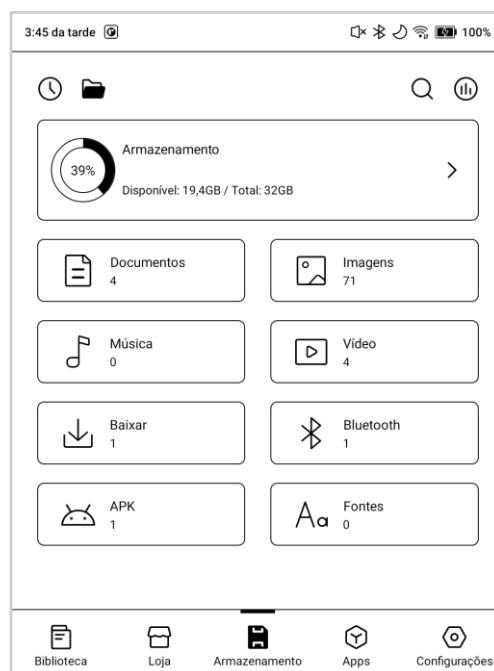 3:45 da tarde 100%
39%
Armazenamento
Disponível: 19,4GB / Total: 32GB
Documentos
4
Imagens
71
Música
0
Vídeo
4
Baixar
1
Bluetooth
1
APK
1
Aa
Fontes
0
Biblioteca Loja Armazenamento Apps Configurações